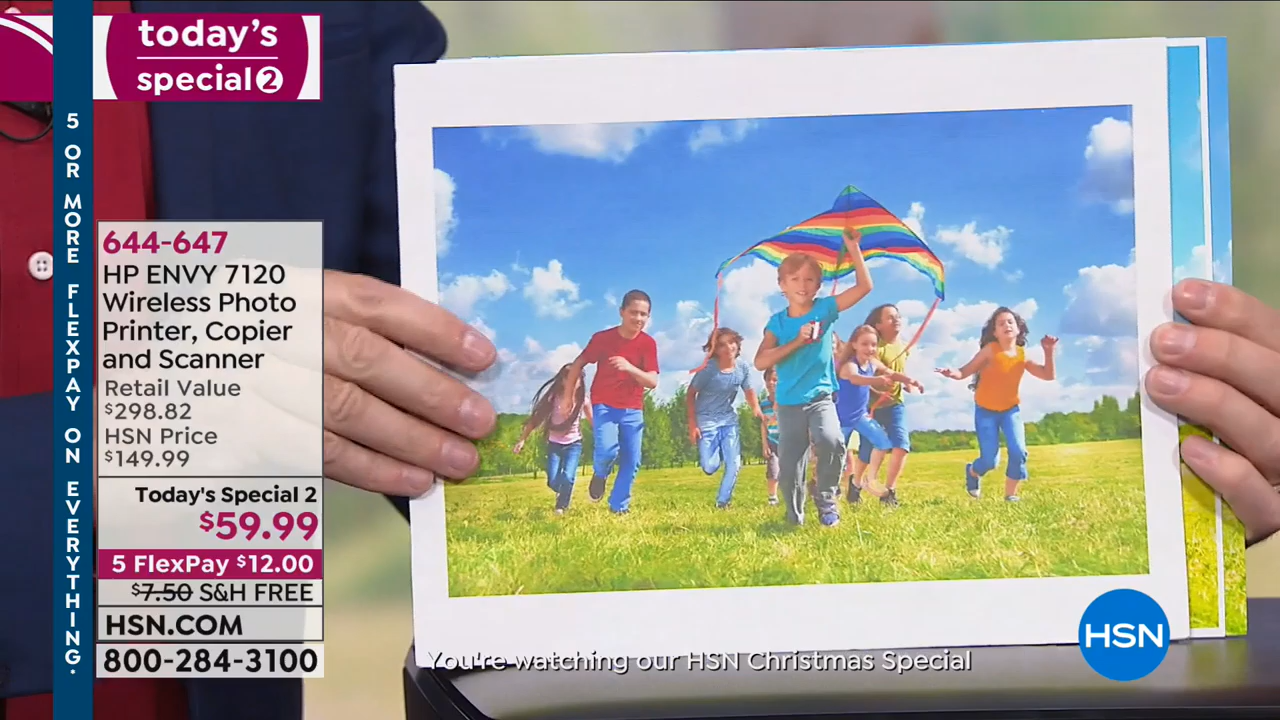 today's
special 2
5 OR MORE FLEXPAY ON EVERYTHING.
644-647
HP ENVY 7120
Wireless Photo
Printer, Copier
and Scanner
Retail Value
$298.82
HSN Price
$149.99
Today's Special 2
$59.99
5 FlexPay $12.00
$7.50 S&H FREE
HSN.COM
800-284-3100
HSN
You're watching our HSN Christmas Special